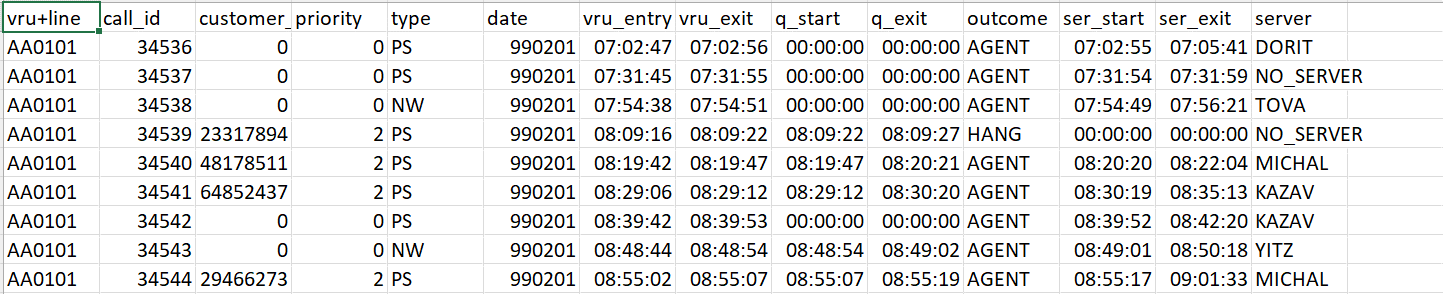 vru+line call_id customer_ priority type date vru_entry vru_exit q_start q_exit outcome ser_start ser_exit server
AA0101 34536 0 0 PS 990201 07:02:47 07:02:56 00:00:00 00:00:00 AGENT 07:02:55 07:05:41 DORIT
AA0101 34537 0 0 PS 990201 07:31:45 07:31:55 00:00:00 00:00:00 AGENT 07:31:54 07:31:59 NO_SERVER
AA0101 34538 0 0 NW 990201 07:54:38 07:54:51 00:00:00 00:00:00 AGENT 07:54:49 07:56:21 TOVA
AA0101 34539 23317894 2 PS 990201 08:09:16 08:09:22 08:09:22 08:09:27 HANG 00:00:00 00:00:00 NO_SERVER
AA0101 34540 48178511 2 PS 990201 08:19:42 08:19:47 08:19:47 08:20:21 AGENT 08:20:20 08:22:04 MICHAL
AA0101 34541 64852437 2 PS 990201 08:29:06 08:29:12 08:29:12 08:30:20 AGENT 08:30:19 08:35:13 KAZAV
AA0101 34542 0 0 PS 990201 08:39:42 08:39:53 00:00:00 00:00:00 AGENT 08:39:52 08:42:20 KAZAV
AA0101 34543 0 0 NW 990201 08:48:44 08:48:54 08:48:54 08:49:02 AGENT 08:49:01 08:50:18 YITZ
AA0101 34544 29466273 2 PS 990201 08:55:02 08:55:07 08:55:07 08:55:19 AGENT 08:55:17 09:01:33 MICHAL